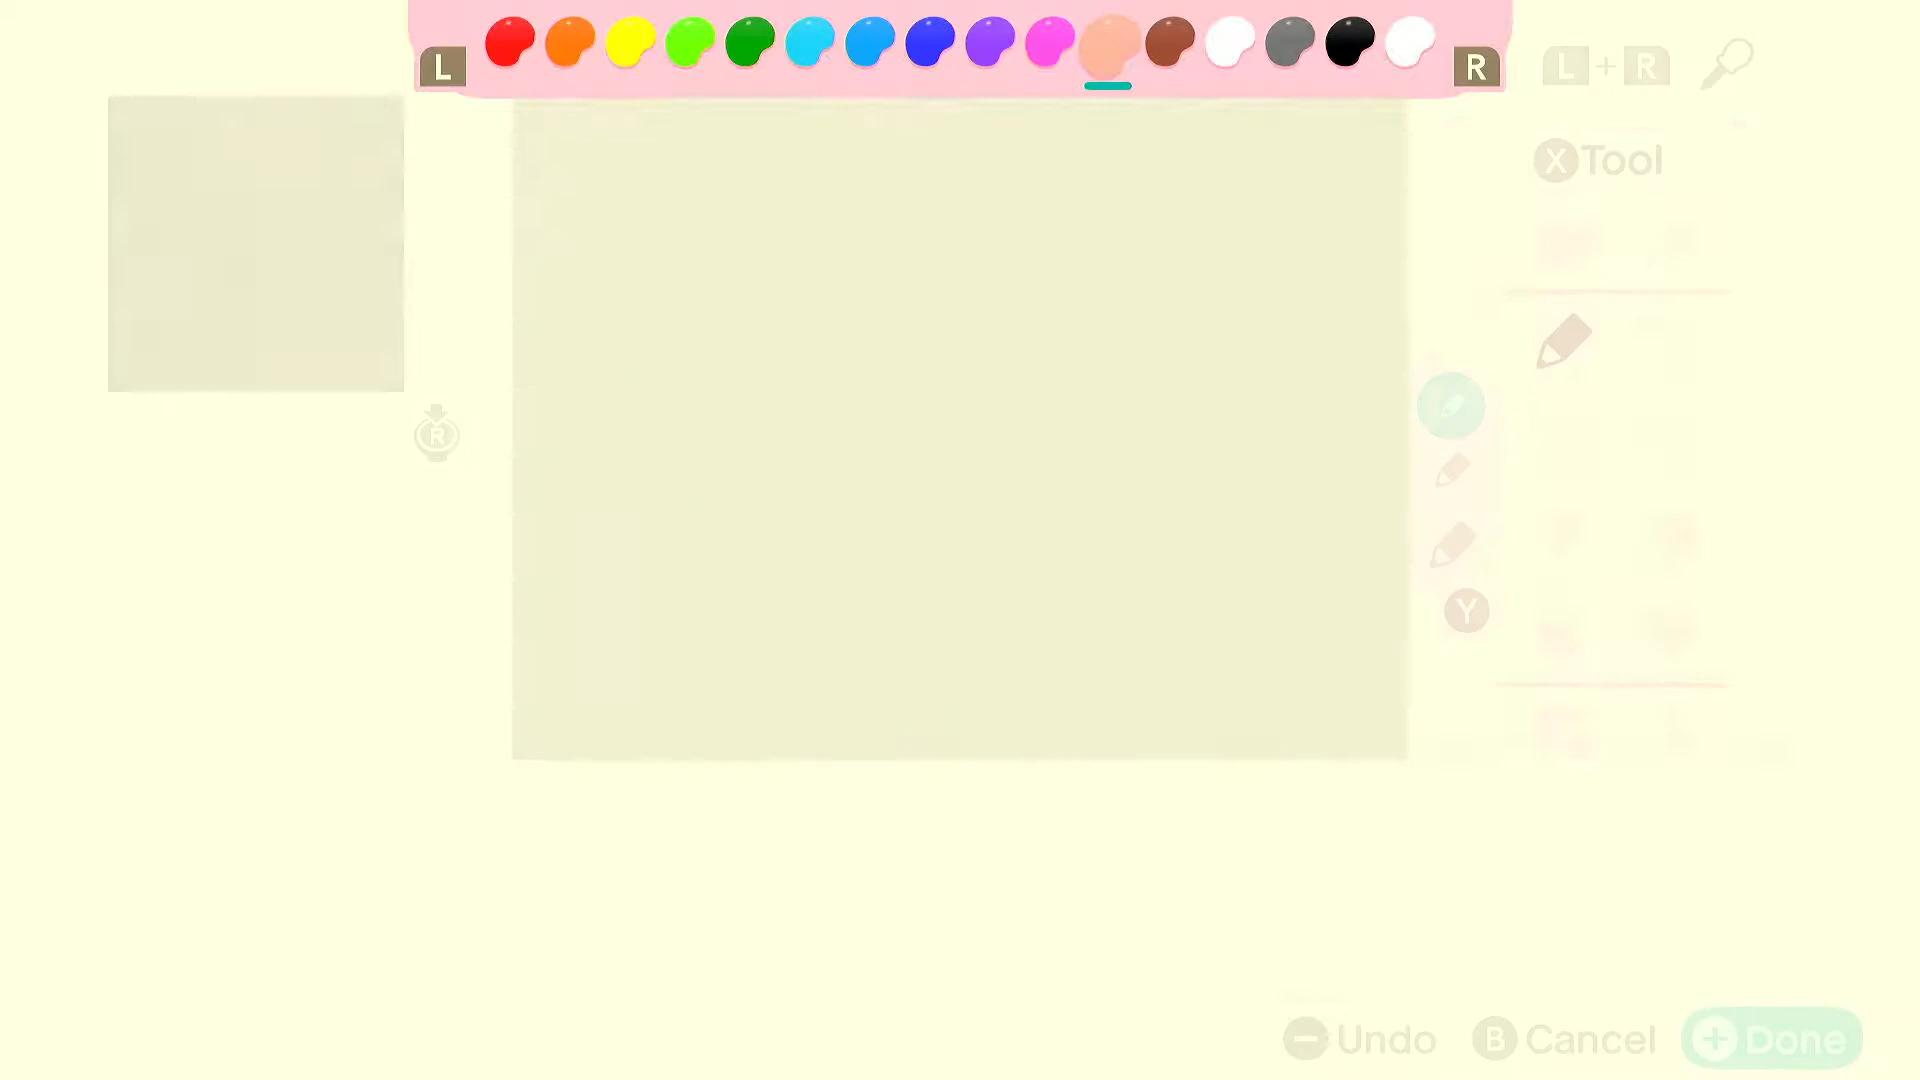 L
R
L + R
X Tool
R
Y
− Undo
B Cancel
+ Done